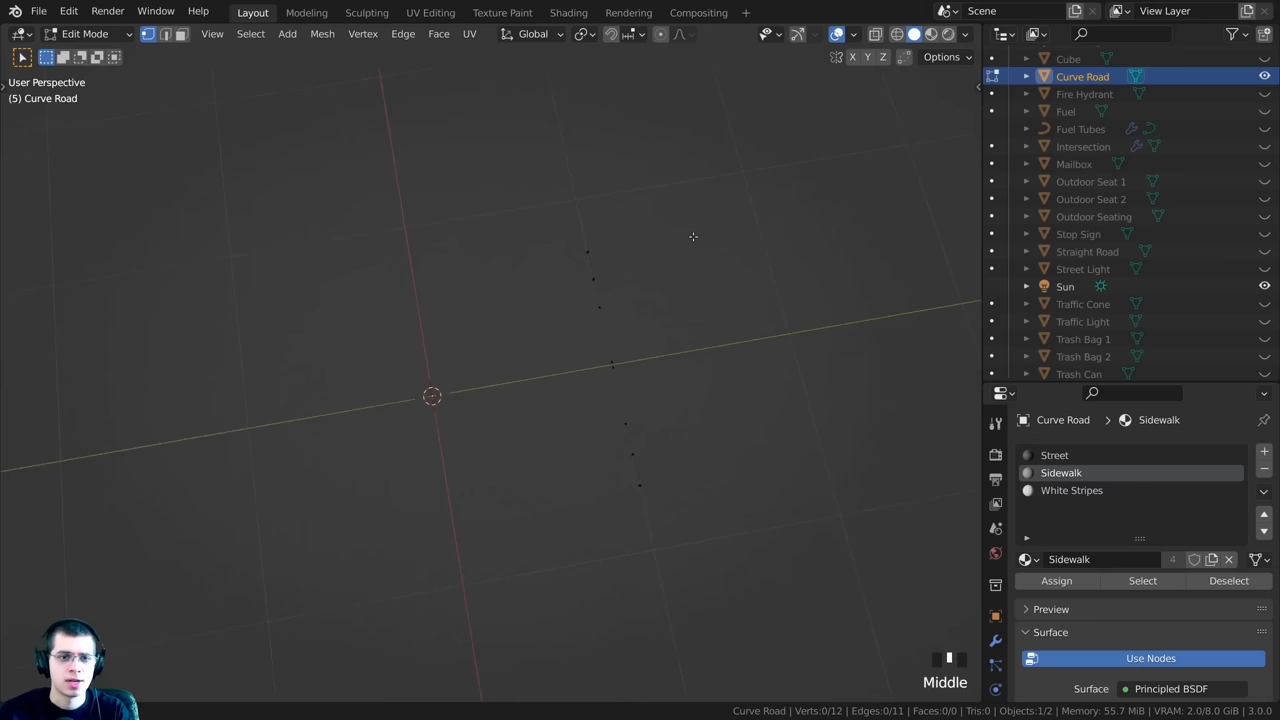 File Edit Render Window Help Layout Modeling Sculpting UV Editing Texture Paint Shading Rendering Compositing + Scene View Layer
Edit Mode View Select Add Mesh Vertex Edge Face UV Global
X Y Z Options
User Perspective
(5) Curve Road
Cube
Curve Road
Fire Hydrant
Fuel
Fuel Tubes
Intersection
Mailbox
Outdoor Seat 1
Outdoor Seat 2
Outdoor Seating
Stop Sign
Straight Road
Street Light
Sun
Traffic Cone
Traffic Light
Trash Bag 1
Trash Bag 2
Trash Can
Curve Road > Sidewalk
Street
Sidewalk
White Stripes
Sidewalk 4
Assign Select Deselect
Preview
Surface
Use Nodes
Surface Principled BSDF
Middle
Curve Road | Verts:0/12 | Edges:0/11 | Faces:0/0 | Tris:0 | Objects:1/2 | Memory: 55.7 MiB | VRAM: 2.0/8.0 GiB | 3.0.0